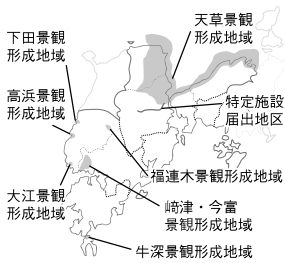 天草景観
形成地域
下田景観
形成地域
高浜景観
形成地域
特定施設
届出地区
福連木景観形成地域
大江景観
形成地域
﨑津・今富
景観形成地域
牛深景観形成地域